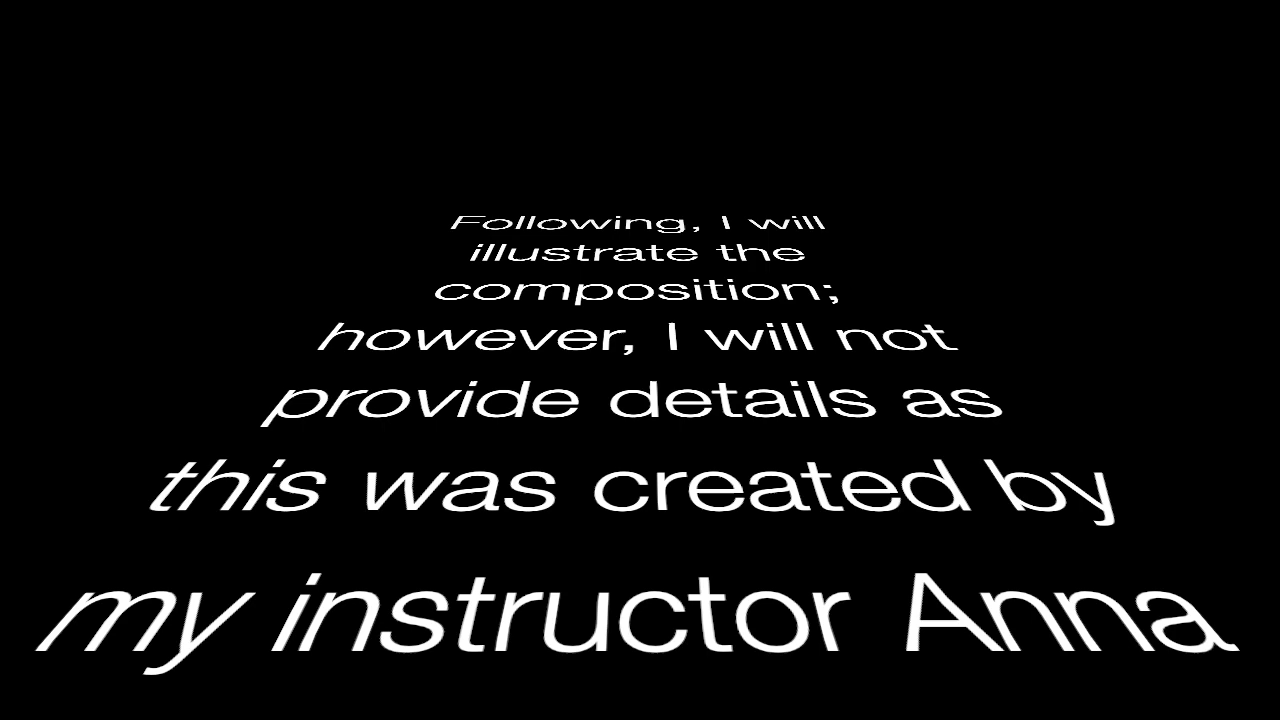 Following, I will
illustrate the
composition;
however, I will not
provide details as
this was created by
my instructor Anna